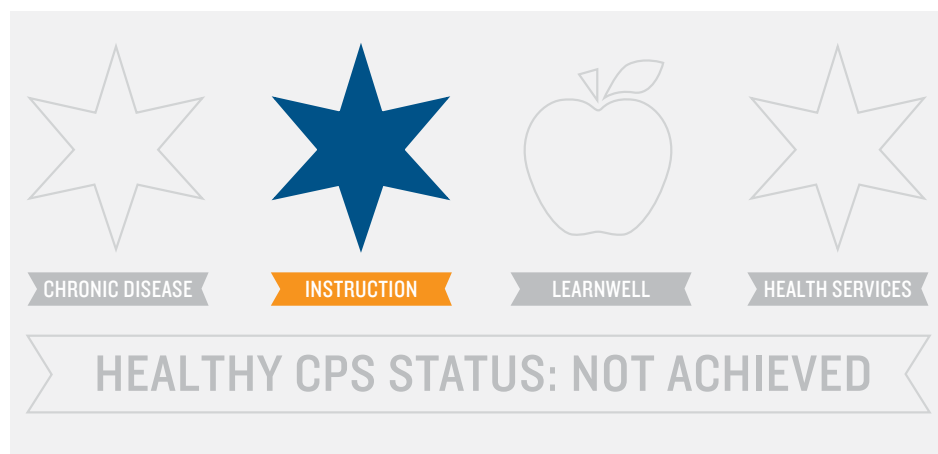 CHRONIC DISEASE
INSTRUCTION
LEARNWELL
HEALTH SERVICES
HEALTHY CPS STATUS: NOT ACHIEVED